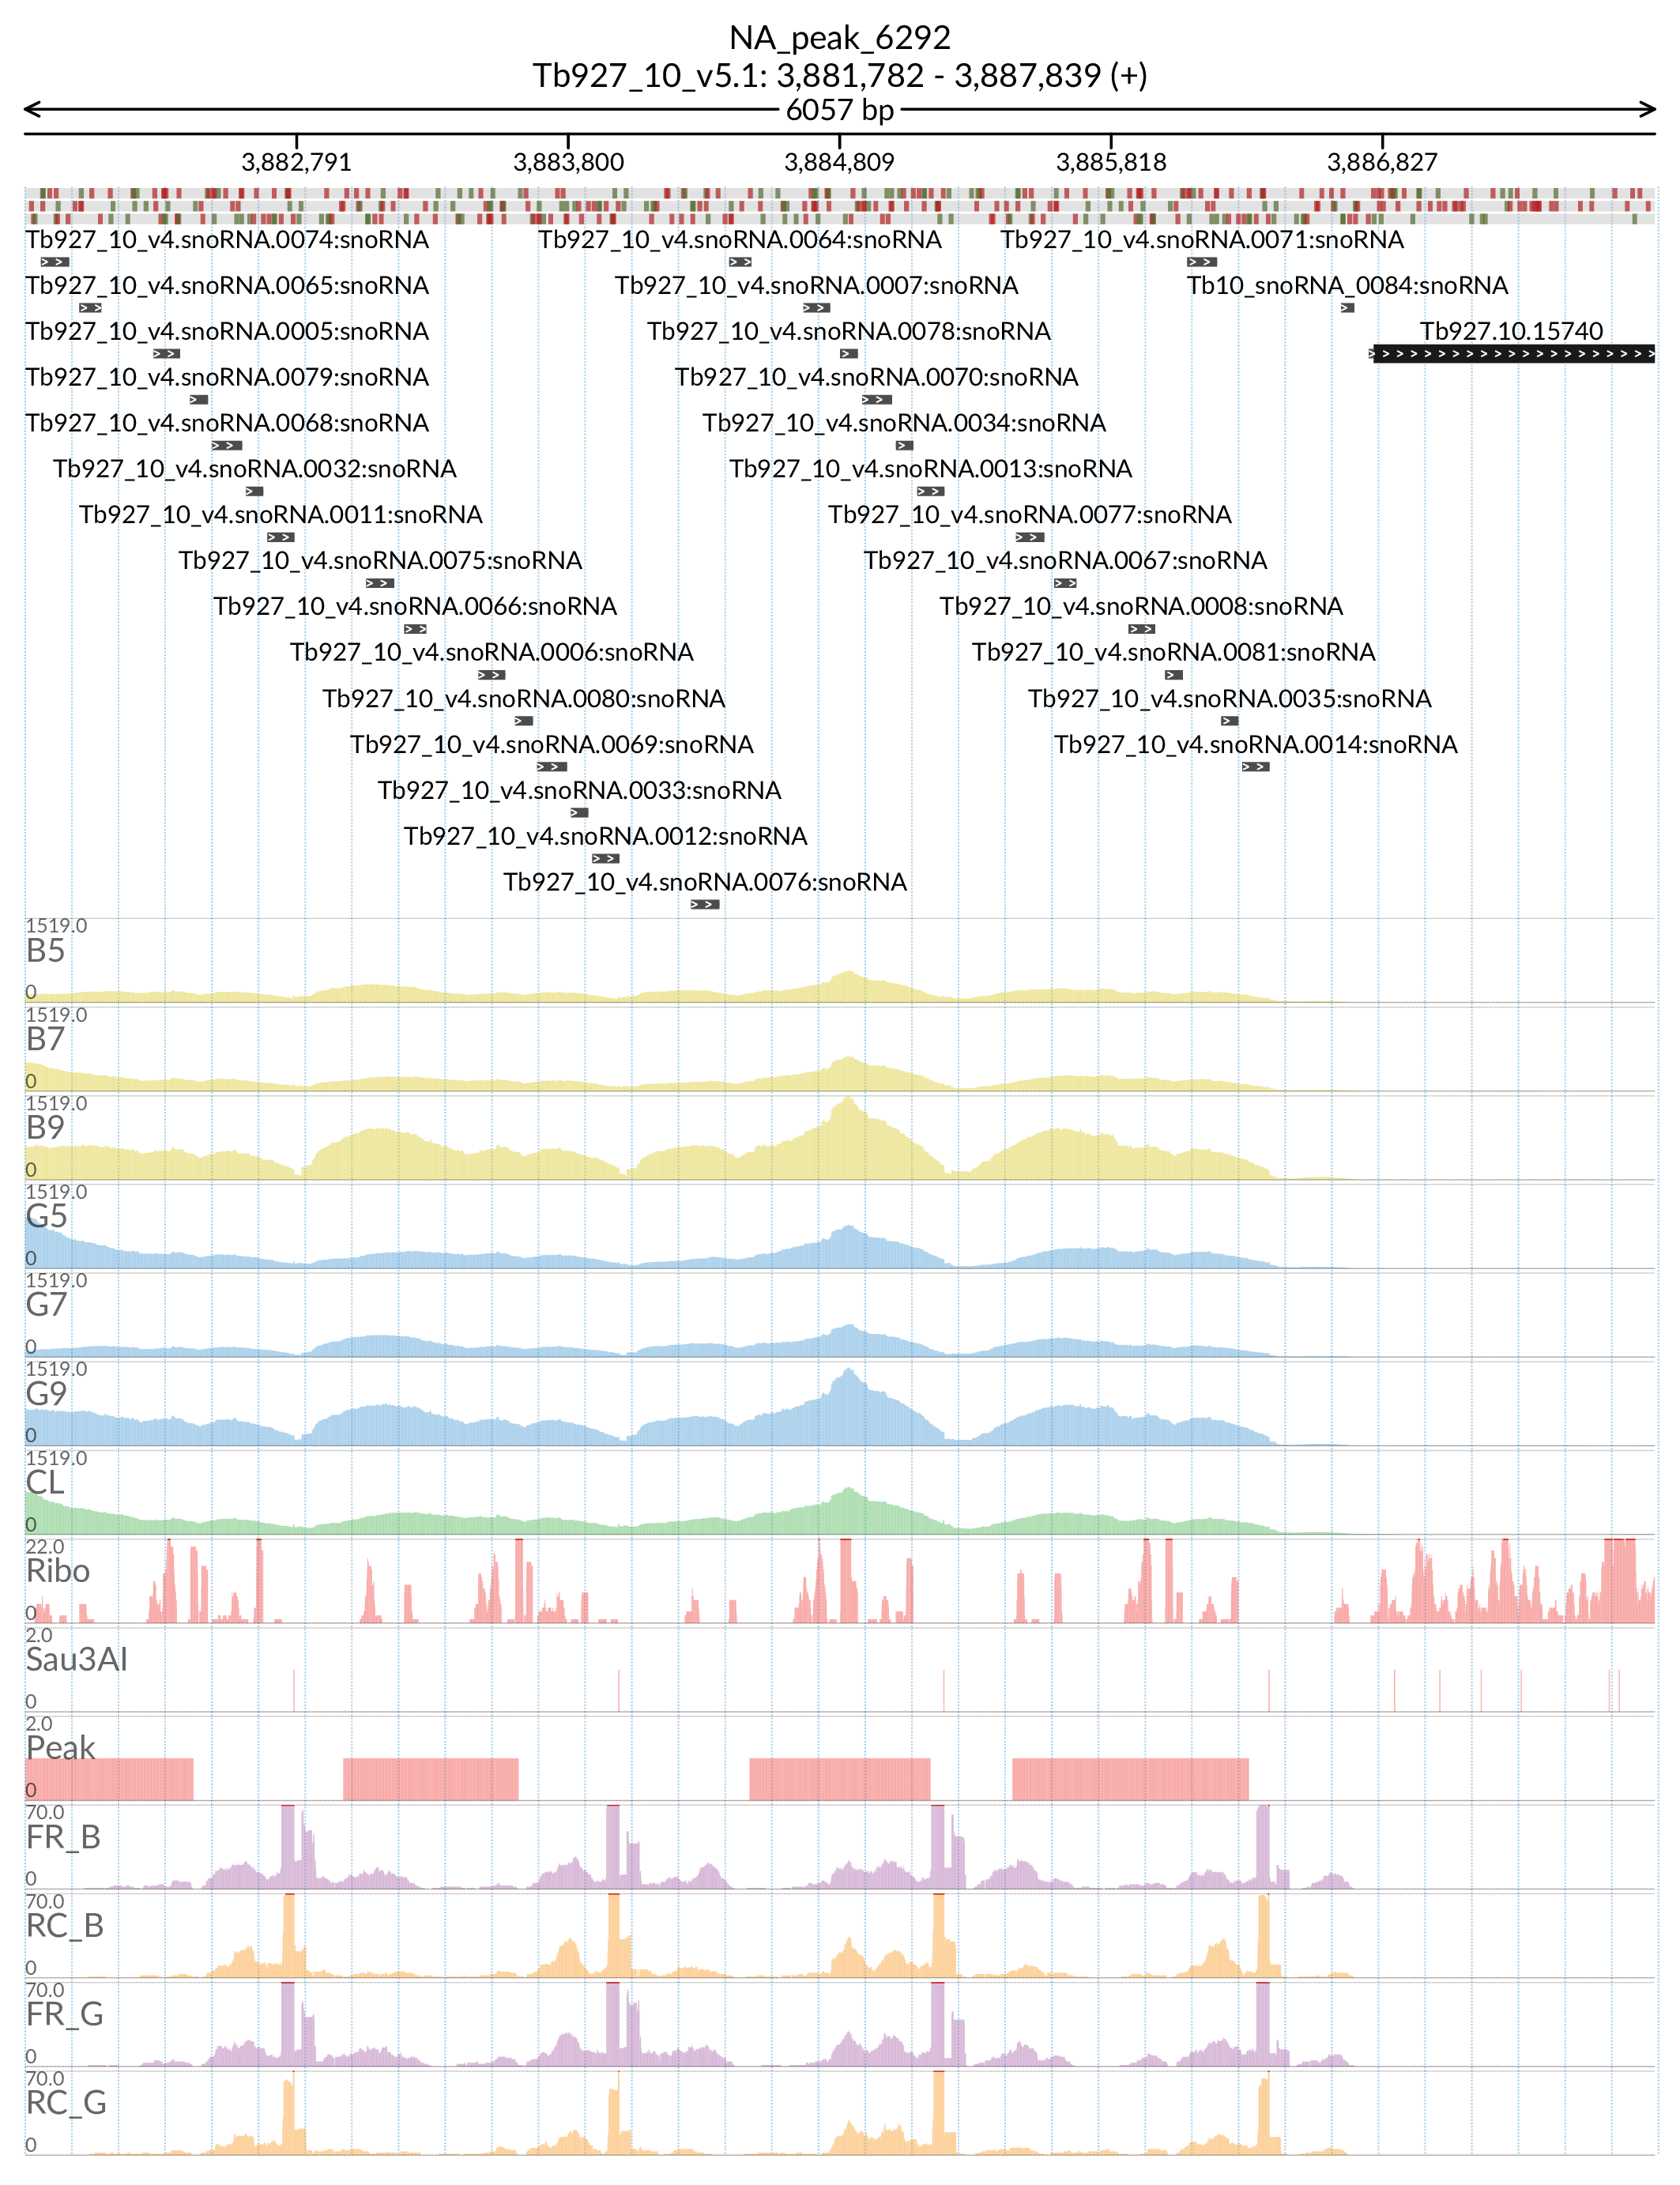 NA_peak_6292
Tb927_10_v5.1: 3,881,782 - 3,887,839 (+)
6057 bp
3,882,791 3,883,800 3,884,809 3,885,818 3,886,827
Tb927_10_v4.snoRNA.0074:snoRNA Tb927_10_v4.snoRNA.0064:snoRNA Tb927_10_v4.snoRNA.0071:snoRNA
Tb927_10_v4.snoRNA.0065:snoRNA Tb927_10_v4.snoRNA.0007:snoRNA Tb10_snoRNA_0084:snoRNA
Tb927_10_v4.snoRNA.0005:snoRNA Tb927_10_v4.snoRNA.0078:snoRNA Tb927.10.15740
Tb927_10_v4.snoRNA.0079:snoRNA Tb927_10_v4.snoRNA.0070:snoRNA
Tb927_10_v4.snoRNA.0068:snoRNA Tb927_10_v4.snoRNA.0034:snoRNA
Tb927_10_v4.snoRNA.0032:snoRNA Tb927_10_v4.snoRNA.0013:snoRNA
Tb927_10_v4.snoRNA.0011:snoRNA Tb927_10_v4.snoRNA.0077:snoRNA
Tb927_10_v4.snoRNA.0075:snoRNA Tb927_10_v4.snoRNA.0067:snoRNA
Tb927_10_v4.snoRNA.0066:snoRNA Tb927_10_v4.snoRNA.0008:snoRNA
Tb927_10_v4.snoRNA.0006:snoRNA Tb927_10_v4.snoRNA.0081:snoRNA
Tb927_10_v4.snoRNA.0080:snoRNA Tb927_10_v4.snoRNA.0035:snoRNA
Tb927_10_v4.snoRNA.0069:snoRNA Tb927_10_v4.snoRNA.0014:snoRNA
Tb927_10_v4.snoRNA.0033:snoRNA
Tb927_10_v4.snoRNA.0012:snoRNA
Tb927_10_v4.snoRNA.0076:snoRNA
1519.0
B5
0
1519.0
B7
0
1519.0
B9
0
1519.0
G5
0
1519.0
G7
0
1519.0
G9
0
1519.0
CL
0
22.0
Ribo
0
2.0
Sau3AI
0
2.0
Peak
0
70.0
FR_B
0
70.0
RC_B
0
70.0
FR_G
0
70.0
RC_G
0